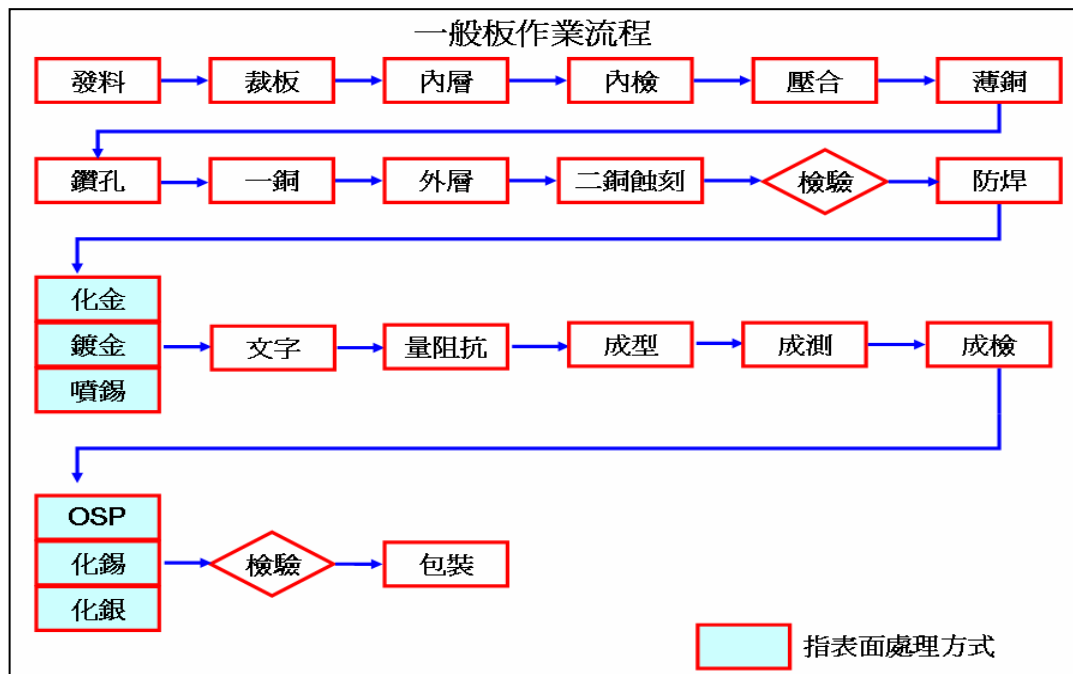 一般板作業流程
發料
裁板
內層
內檢
壓合
薄銅
鑽孔
一銅
外層
二銅蝕刻
檢驗
防焊
化金
鍍金
噴錫
文字
量阻抗
成型
成測
成檢
OSP
化錫
化銀
檢驗
包裝
指表面處理方式